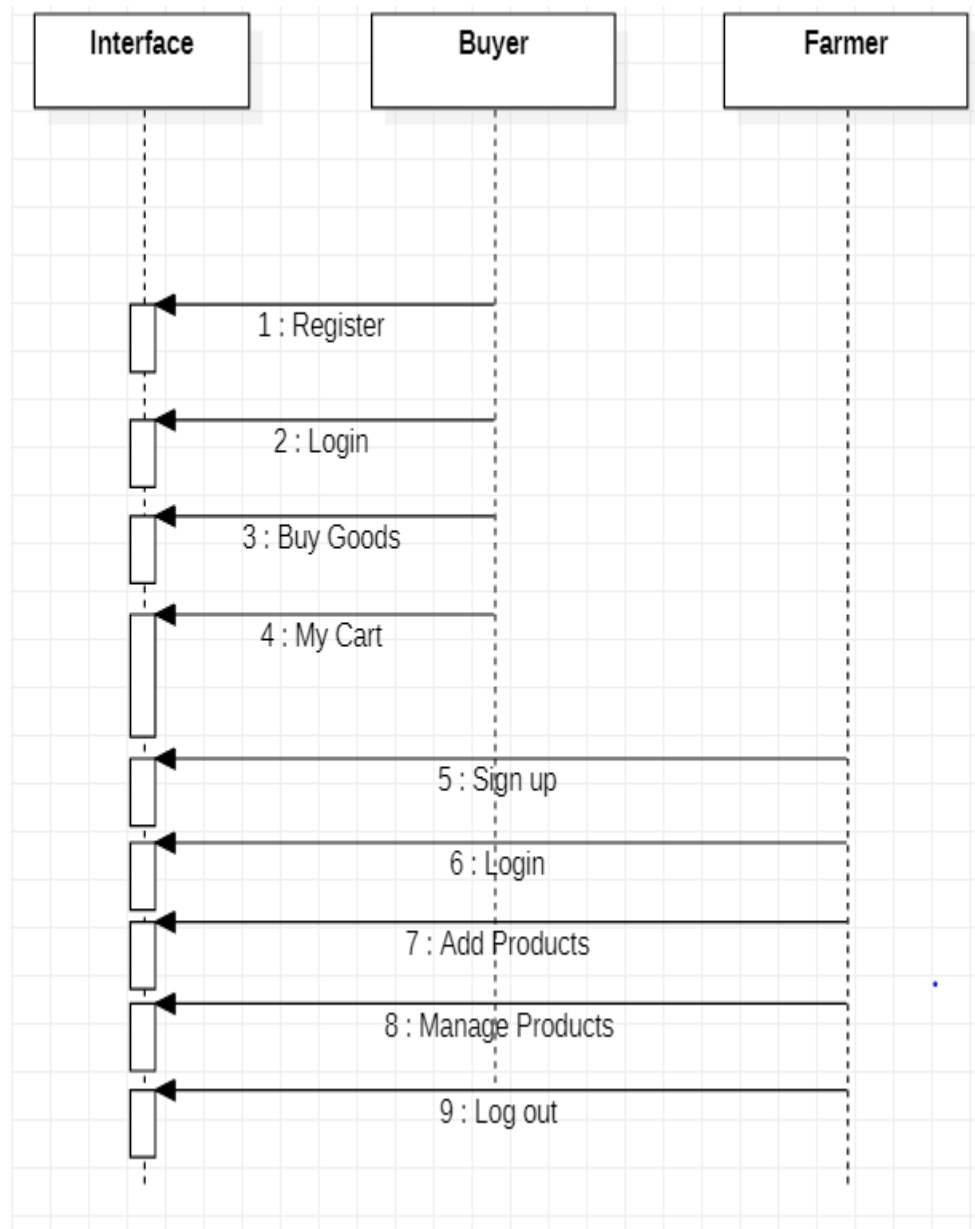 Interface
Buyer
Farmer
1 : Register
2 : Login
3 : Buy Goods
4 : My Cart
5 : Sign up
6 : Login
7 : Add Products
8 : Manage Products
9 : Log out